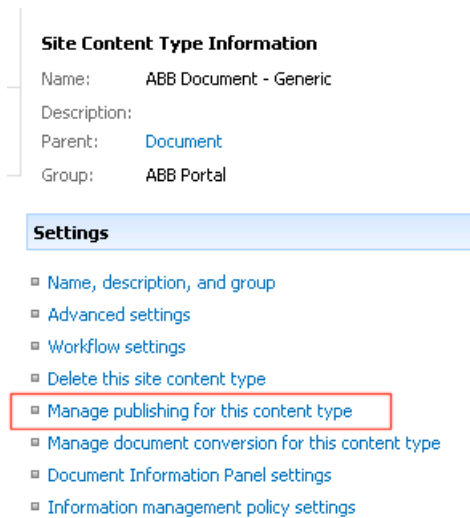 Site Content Type Information
Name: ABB Document - Generic
Description:
Parent: Document
Group: ABB Portal
Settings
Name, description, and group
Advanced settings
Workflow settings
Delete this site content type
Manage publishing for this content type
Manage document conversion for this content type
Document Information Panel settings
Information management policy settings